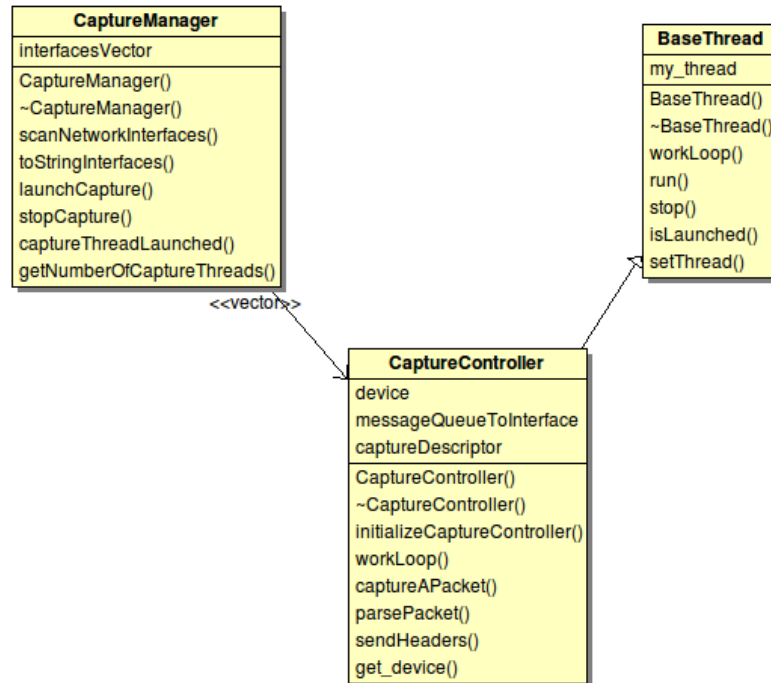 CaptureManager
interfacesVector
CaptureManager()
~CaptureManager()
scanNetworkInterfaces()
toStringInterfaces()
launchCapture()
stopCapture()
captureThreadLaunched()
getNumberOfCaptureThreads()
<<vector>>
BaseThread
my_thread
BaseThread()
~BaseThread()
workLoop()
run()
stop()
isLaunched()
setThread()
CaptureController
device
messageQueueToInterface
captureDescriptor
CaptureController()
~CaptureController()
initializeCaptureController()
workLoop()
captureAPacket()
parsePacket()
sendHeaders()
get_device()